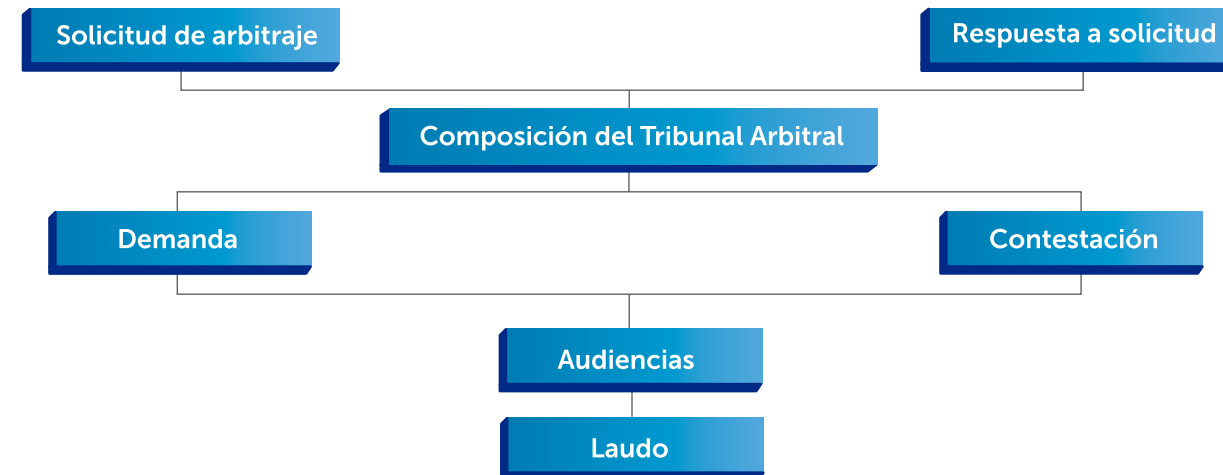 Solicitud de arbitraje
Respuesta a solicitud
Composición del Tribunal Arbitral
Demanda
Contestación
Audiencias
Laudo